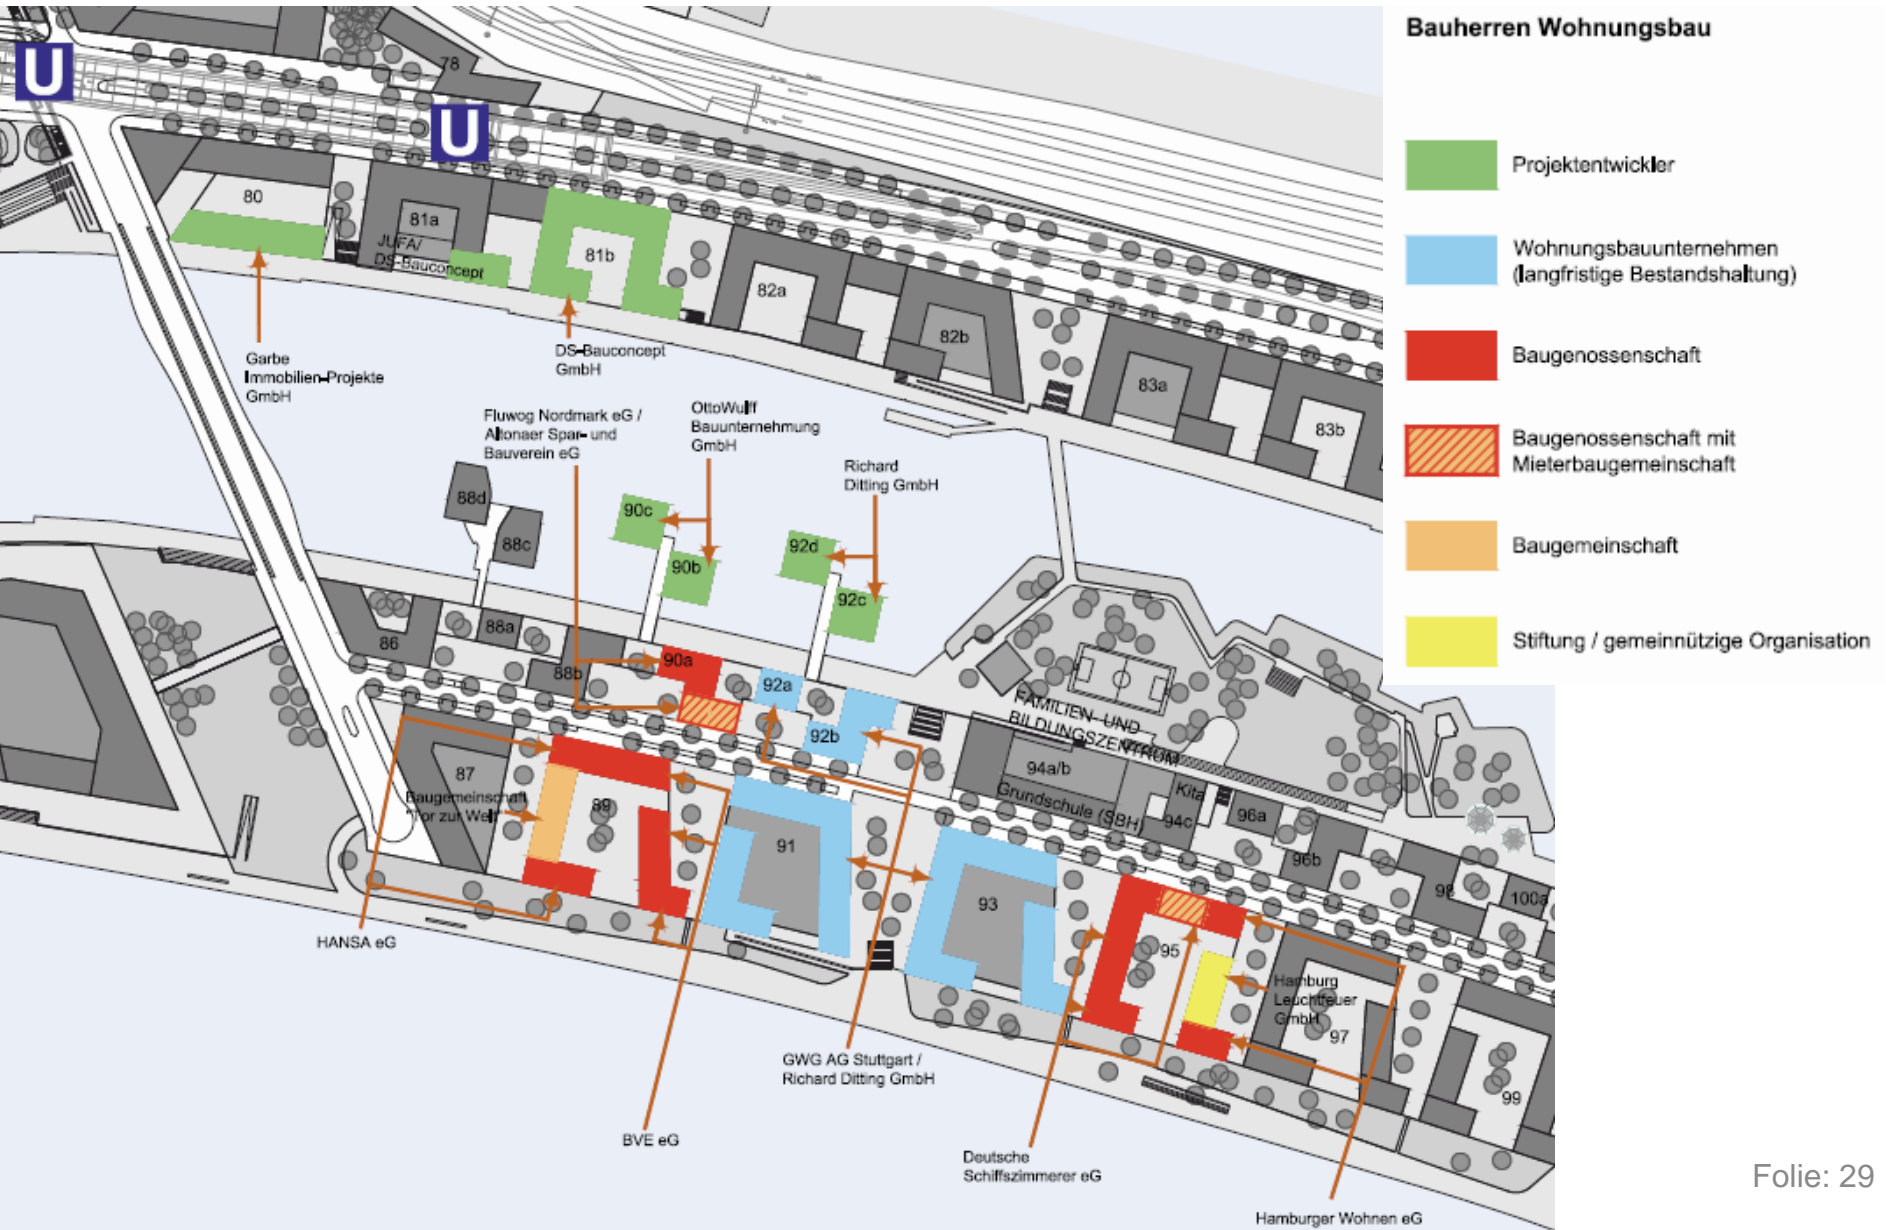 Bauherren Wohnungsbau
Projektentwickler
Wohnungsbauunternehmen
(langfristige Bestandshaltung)
Baugenossenschaft
Baugenossenschaft mit
Mieterbaugemeinschaft
Baugemeinschaft
Stiftung / gemeinnützige Organisation
U
U
78
80
81a
JUFA/
DS-Bauconcept
81b
82a
82b
83a
83b
Garbe
Immobilien-Projekte
GmbH
DS-Bauconcept
GmbH
Fluwog Nordmark eG /
Altonaer Spar- und
Bauverein eG
OttoWulff
Bauunternehmung
GmbH
Richard
Ditting GmbH
88d
88c
90c
90b
92d
92c
86
88a
88b
90a
92a
92b
FAMILIEN- UND
BILDUNGSZENTRUM
94a/b
Grundschule (SBH)
Kita
94c
96a
96b
98
100a
87
Baugemeinschaft
"Tor zur Welt"
89
91
93
95
97
99
Hamburg
Leuchtfeuer
GmbH
HANSA eG
BVE eG
GWG AG Stuttgart /
Richard Ditting GmbH
Deutsche
Schiffszimmerer eG
Hamburger Wohnen eG
Folie: 29